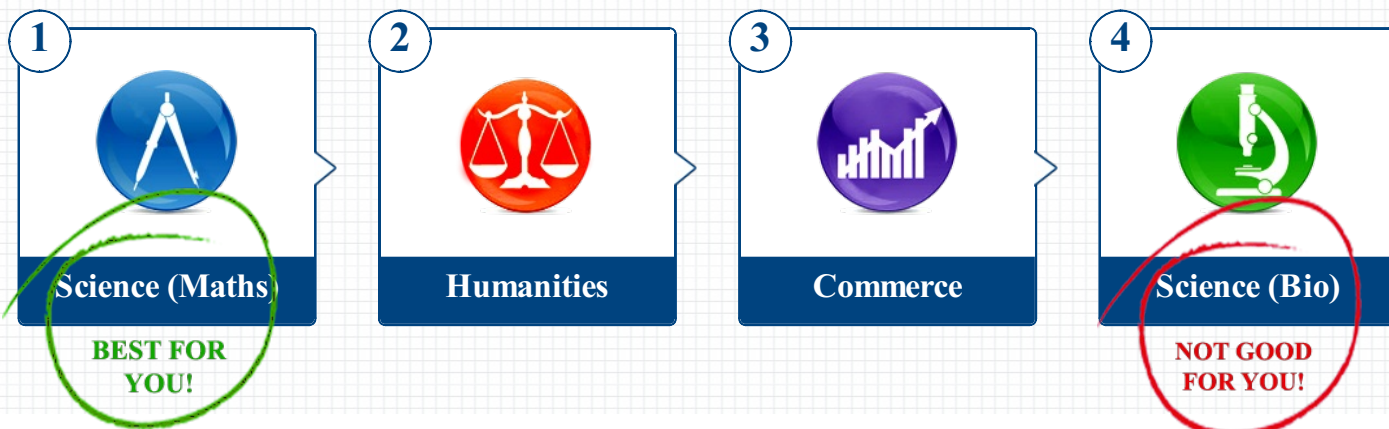 1
2
3
4
Science (Maths)
Humanities
Commerce
Science (Bio)
BEST FOR
YOU!
NOT GOOD
FOR YOU!